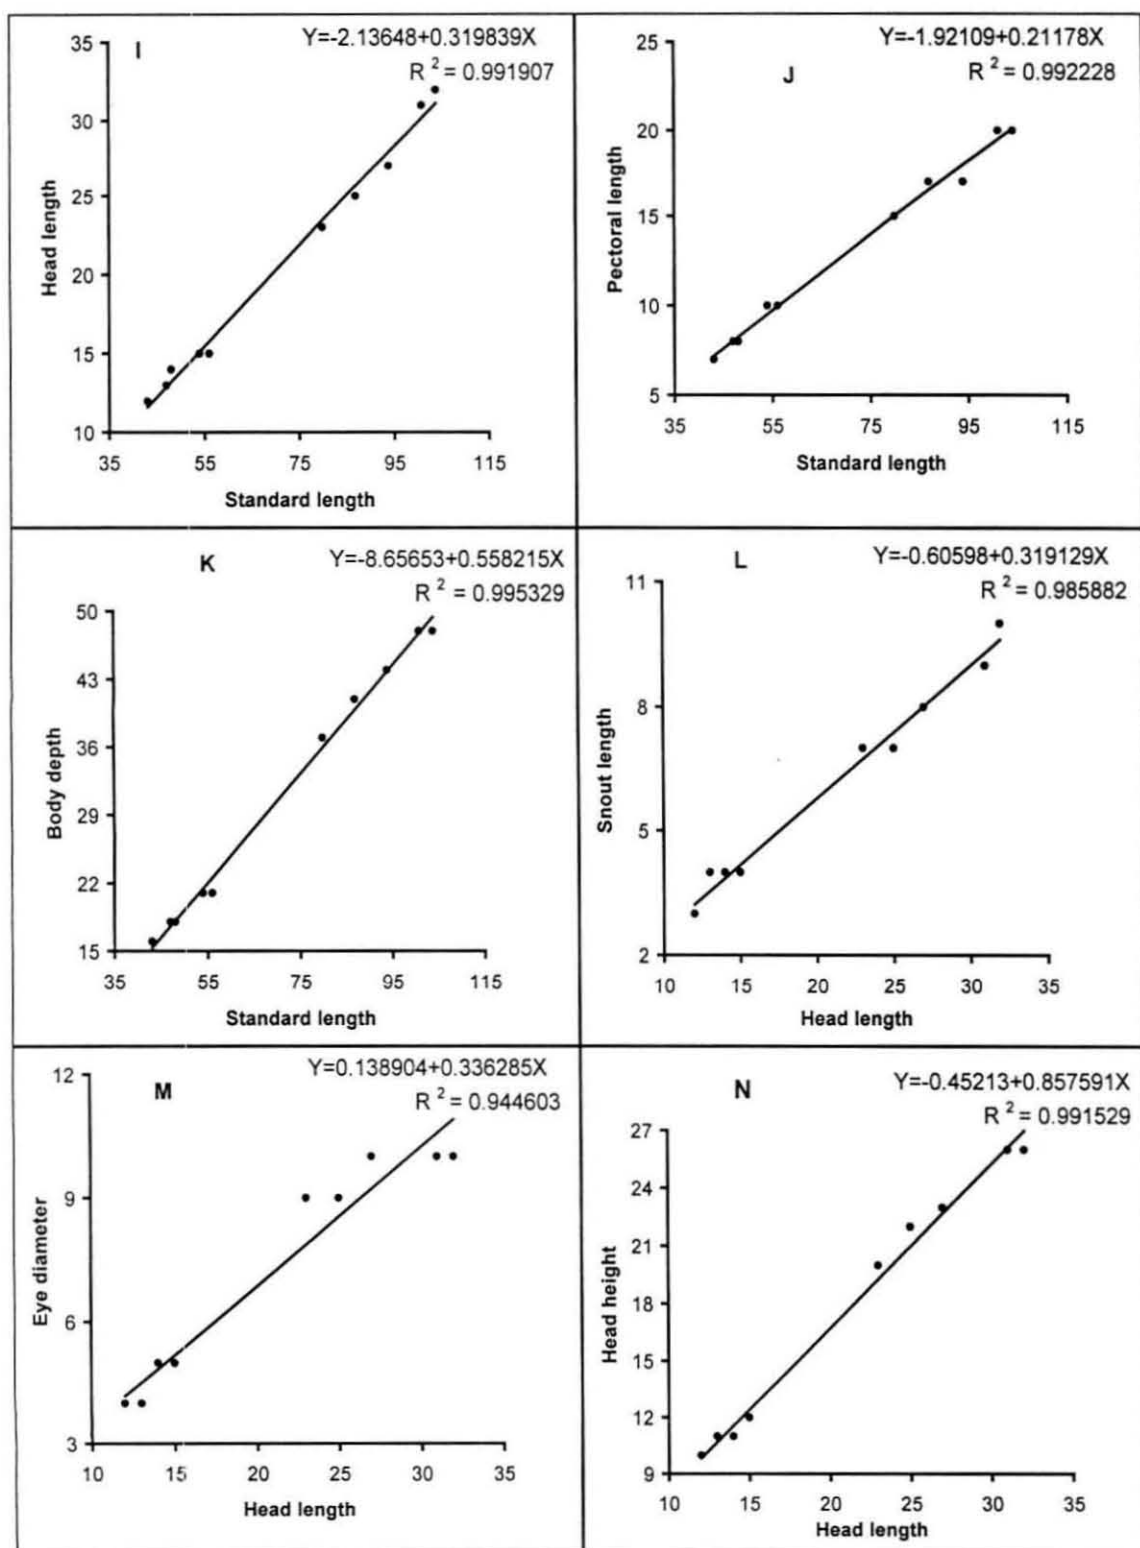 I
Y=-2.13648+0.319839X
R 2 = 0.991907
35
30
25
20
15
10
Head length
35 55 75 95 115
Standard length
J
Y=-1.92109+0.21178X
R 2 = 0.992228
25
20
15
10
5
Pectoral length
35 55 75 95 115
Standard length
K
Y=-8.65653+0.558215X
R 2 = 0.995329
50
43
36
29
22
15
Body depth
35 55 75 95 115
Standard length
L
Y=-0.60598+0.319129X
R 2 = 0.985882
11
8
5
2
Snout length
10 15 20 25 30 35
Head length
M
Y=0.138904+0.336285X
R 2 = 0.944603
12
9
6
3
Eye diameter
10 15 20 25 30 35
Head length
N
Y=-0.45213+0.857591X
R 2 = 0.991529
27
24
21
18
15
12
9
Head height
10 15 20 25 30 35
Head length